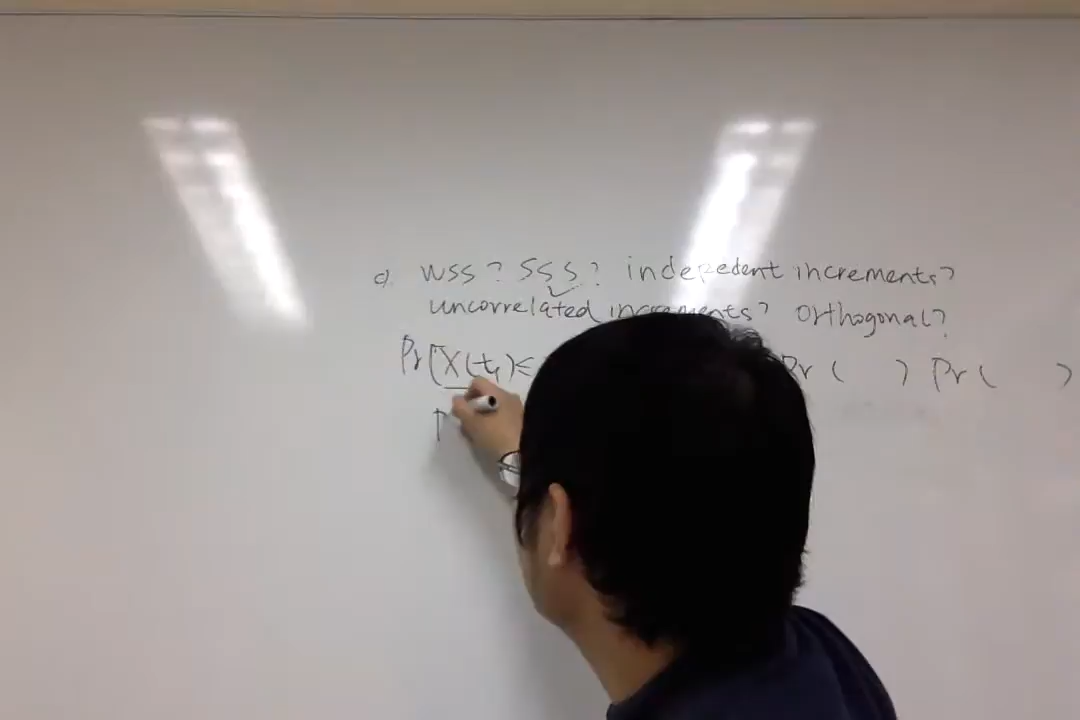 c). WSS? SSS? indepedent increments?
uncorrelated increments? Orthogonal?
Pr[X(t₁)≤ Pr( ) Pr( )